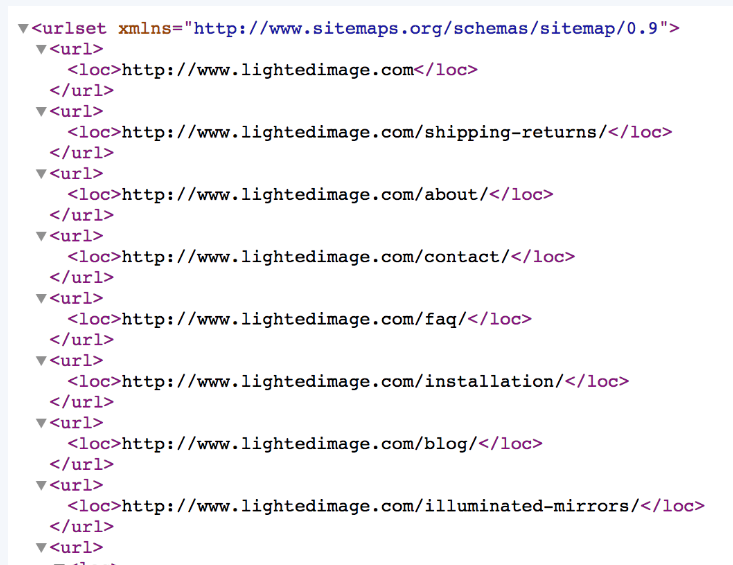 <urlset xmlns="http://www.sitemaps.org/schemas/sitemap/0.9">
<url>
<loc>http://www.lightedimage.com</loc>
</url>
<url>
<loc>http://www.lightedimage.com/shipping-returns/</loc>
</url>
<url>
<loc>http://www.lightedimage.com/about/</loc>
</url>
<url>
<loc>http://www.lightedimage.com/contact/</loc>
</url>
<url>
<loc>http://www.lightedimage.com/faq/</loc>
</url>
<url>
<loc>http://www.lightedimage.com/installation/</loc>
</url>
<url>
<loc>http://www.lightedimage.com/blog/</loc>
</url>
<url>
<loc>http://www.lightedimage.com/illuminated-mirrors/</loc>
</url>
<url>